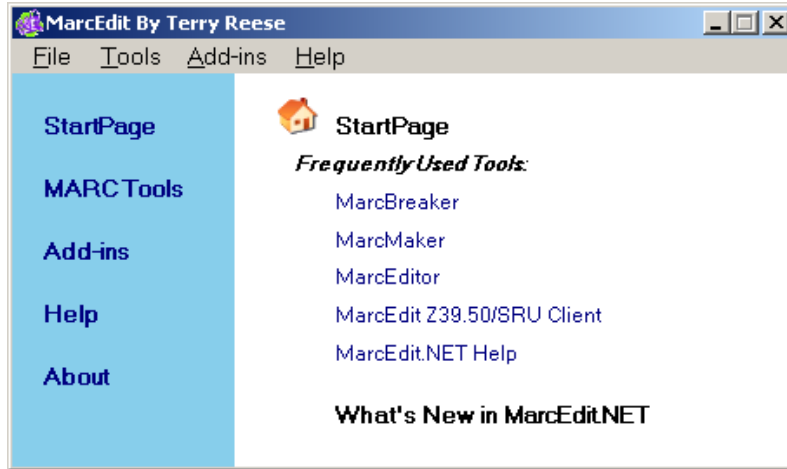 MarcEdit By Terry Reese
File Tools Add-ins Help
StartPage
MARC Tools
Add-ins
Help
About
StartPage
Frequently Used Tools:
MarcBreaker
MarcMaker
MarcEditor
MarcEdit Z39.50/SRU Client
MarcEdit.NET Help
What's New in MarcEdit.NET